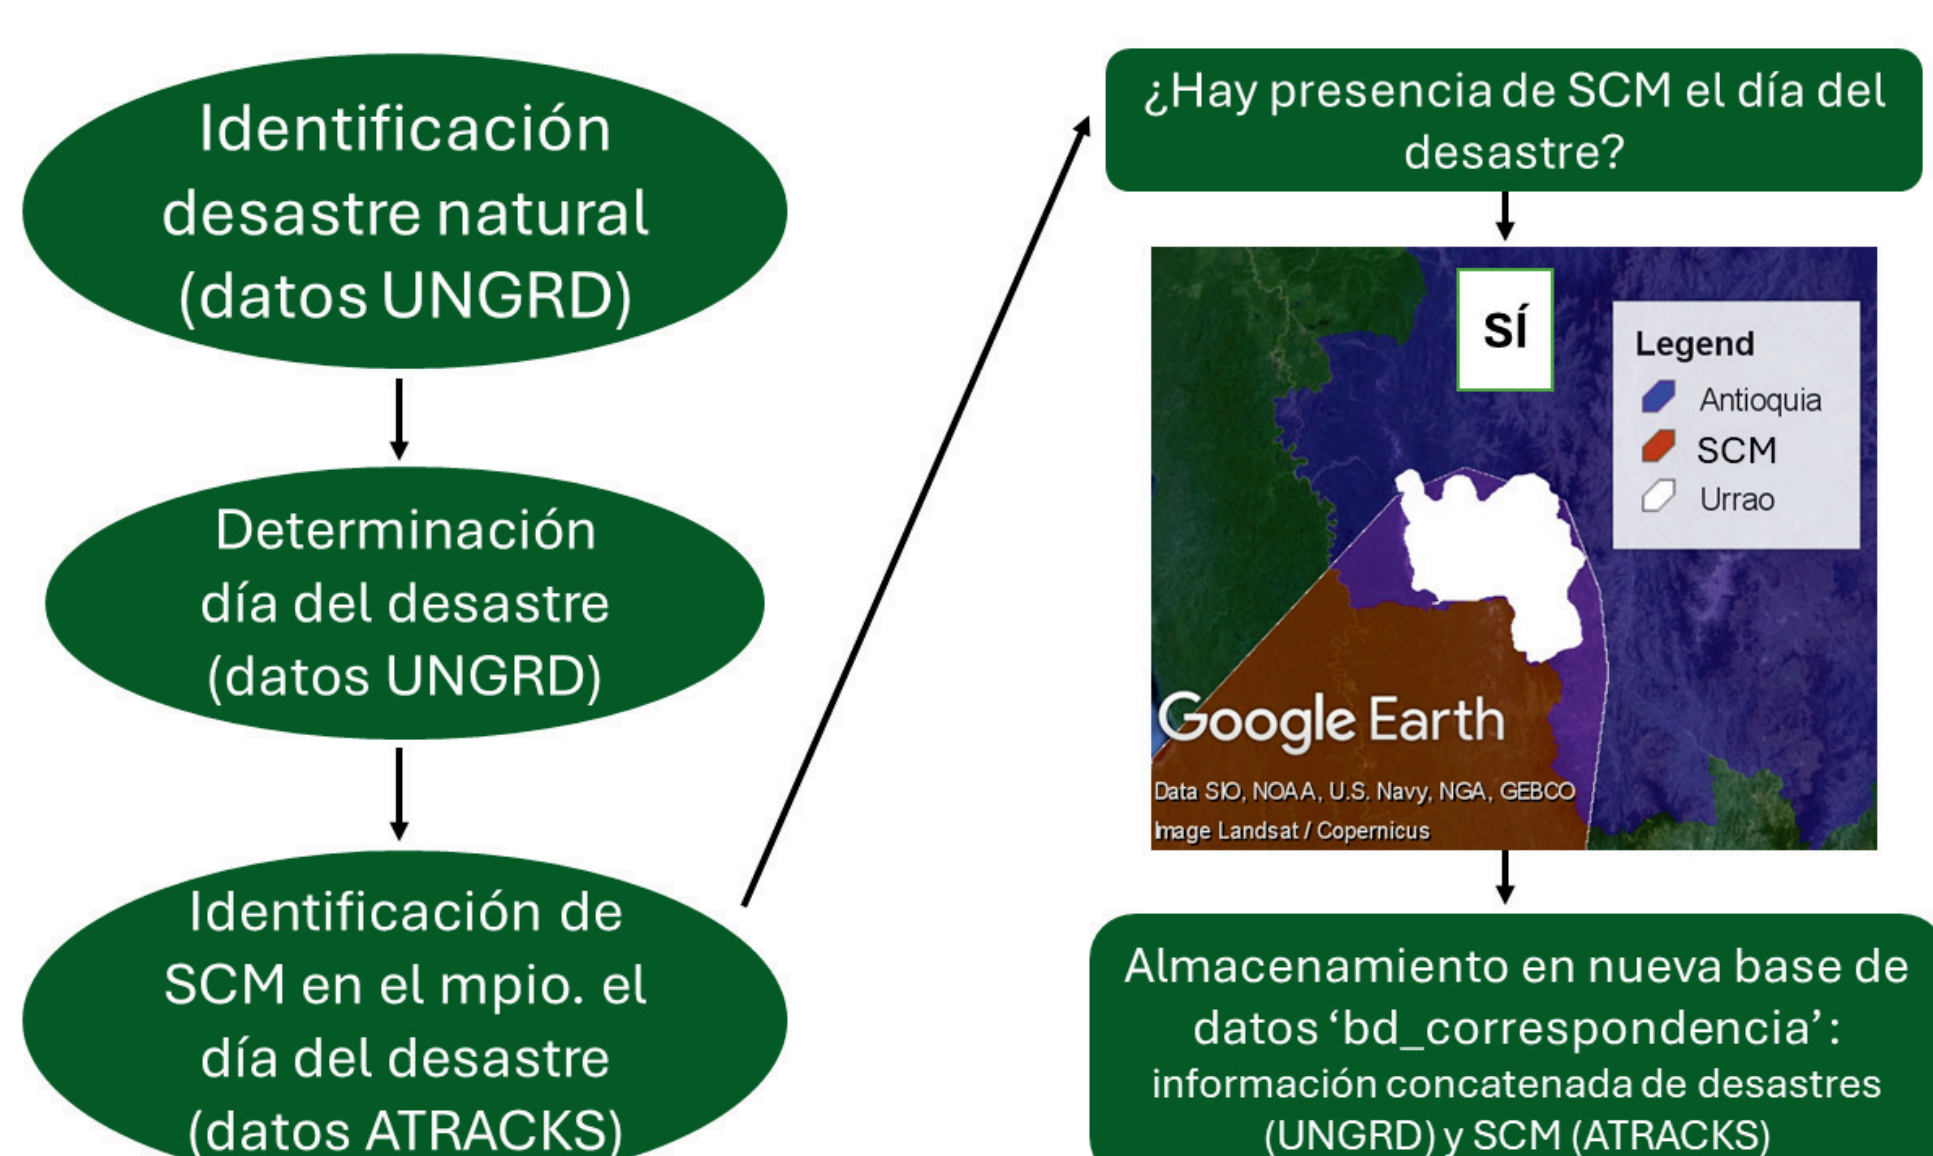 Identificación
desastre natural
(datos UNGRD)
Determinación
día del desastre
(datos UNGRD)
Identificación de
SCM en el mpio. el
día del desastre
(datos ATRACKS)
¿Hay presencia de SCM el día del
desastre?
SÍ
Legend
Antioquia
SCM
Urrao
Google Earth
Data SIO, NOAA, U.S. Navy, NGA, GEBCO
Image Landsat / Copernicus
Almacenamiento en nueva base de
datos ‘bd_correspondencia’:
información concatenada de desastres
(UNGRD) y SCM (ATRACKS)